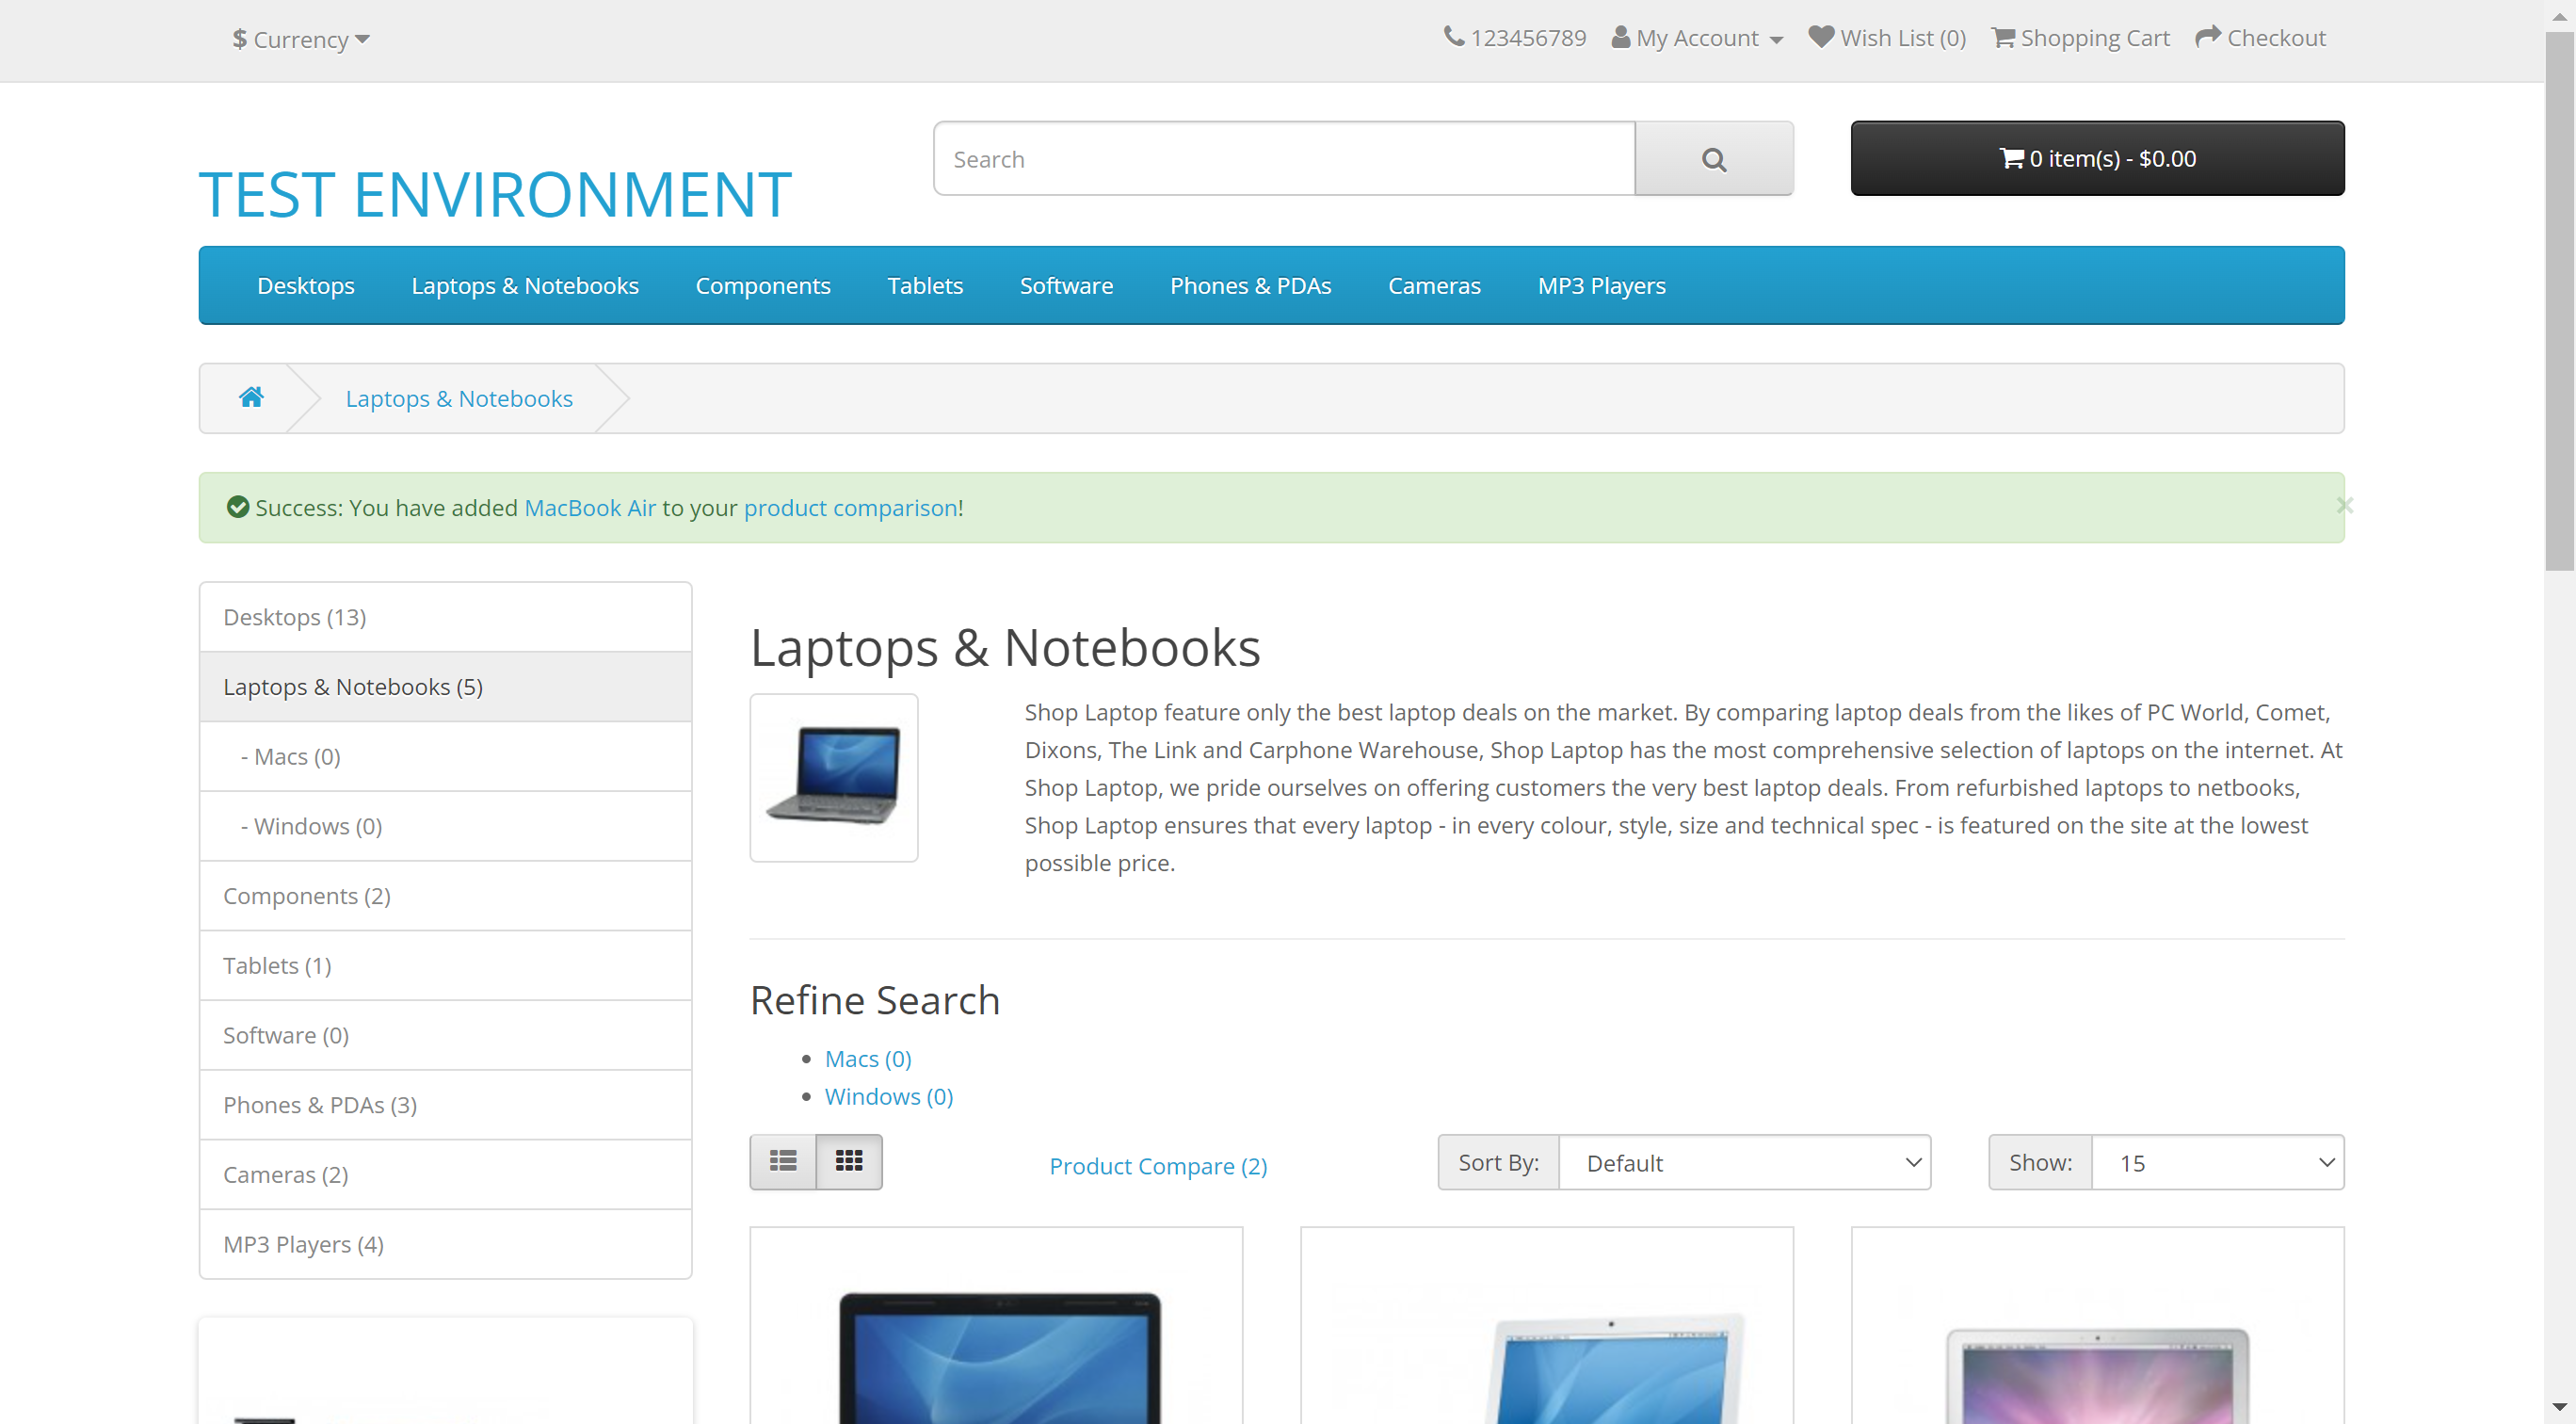 $ Currency
123456789 My Account Wish List (0) Shopping Cart Checkout
TEST ENVIRONMENT
Search
0 item(s) - $0.00
Desktops Laptops & Notebooks Components Tablets Software Phones & PDAs Cameras MP3 Players
Laptops & Notebooks
Success: You have added MacBook Air to your product comparison!
×
Desktops (13)
Laptops & Notebooks (5)
- Macs (0)
- Windows (0)
Components (2)
Tablets (1)
Software (0)
Phones & PDAs (3)
Cameras (2)
MP3 Players (4)
Laptops & Notebooks
Shop Laptop feature only the best laptop deals on the market. By comparing laptop deals from the likes of PC World, Comet,
Dixons, The Link and Carphone Warehouse, Shop Laptop has the most comprehensive selection of laptops on the internet. At
Shop Laptop, we pride ourselves on offering customers the very best laptop deals. From refurbished laptops to netbooks,
Shop Laptop ensures that every laptop - in every colour, style, size and technical spec - is featured on the site at the lowest
possible price.
Refine Search
Macs (0)
Windows (0)
Product Compare (2)
Sort By: Default
Show: 15